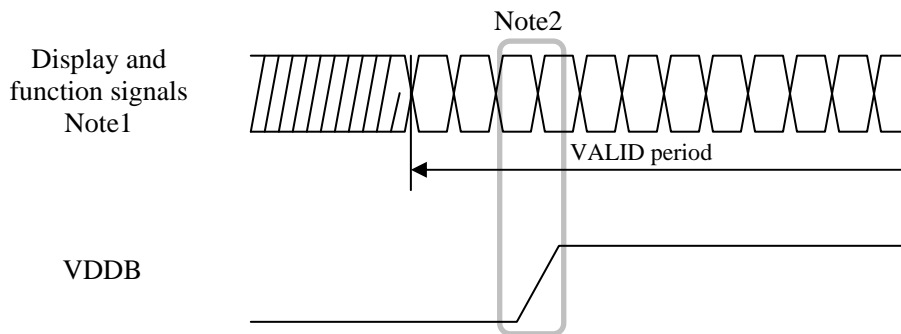 Note2
Display and
function signals
Note1
VALID period
VDDB